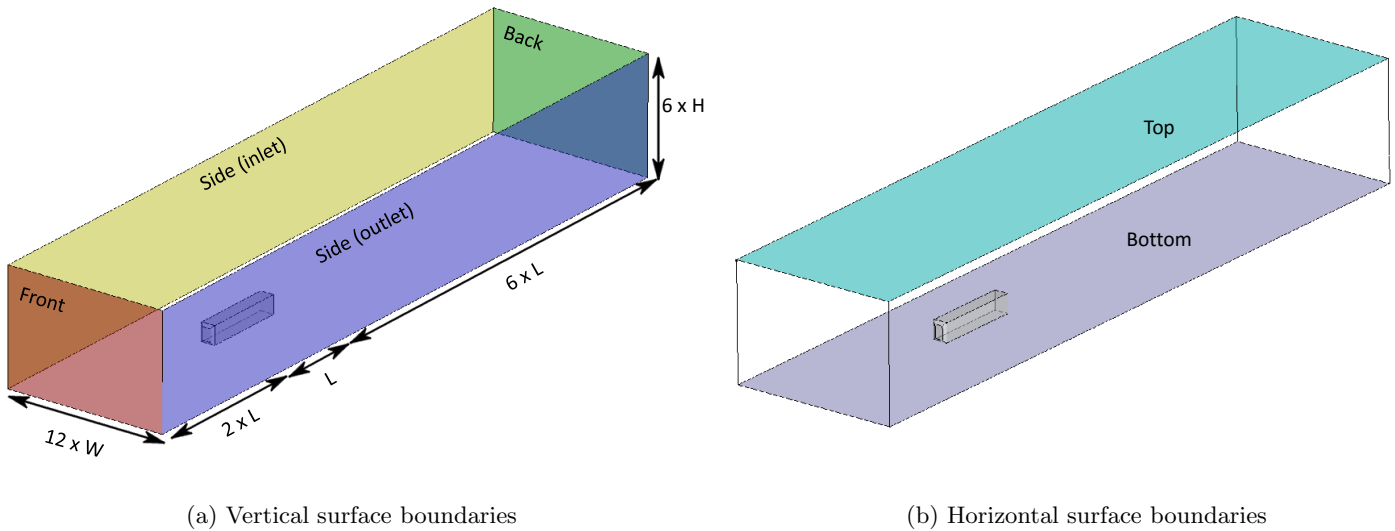 Back
6 x H
Side (inlet)
Side (outlet)
6 x L
Front
L
2 x L
12 x W
Top
Bottom
(a) Vertical surface boundaries
(b) Horizontal surface boundaries